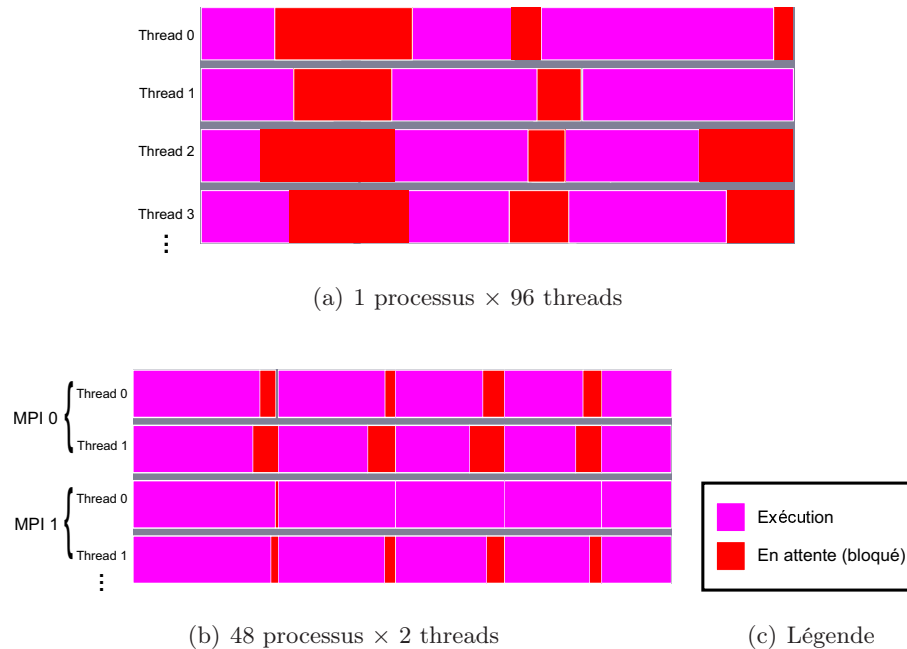 Thread 0
Thread 1
Thread 2
Thread 3
⋮
(a) 1 processus × 96 threads
MPI 0
Thread 0
Thread 1
MPI 1
Thread 0
Thread 1
⋮
Exécution
En attente (bloqué)
(b) 48 processus × 2 threads
(c) Légende